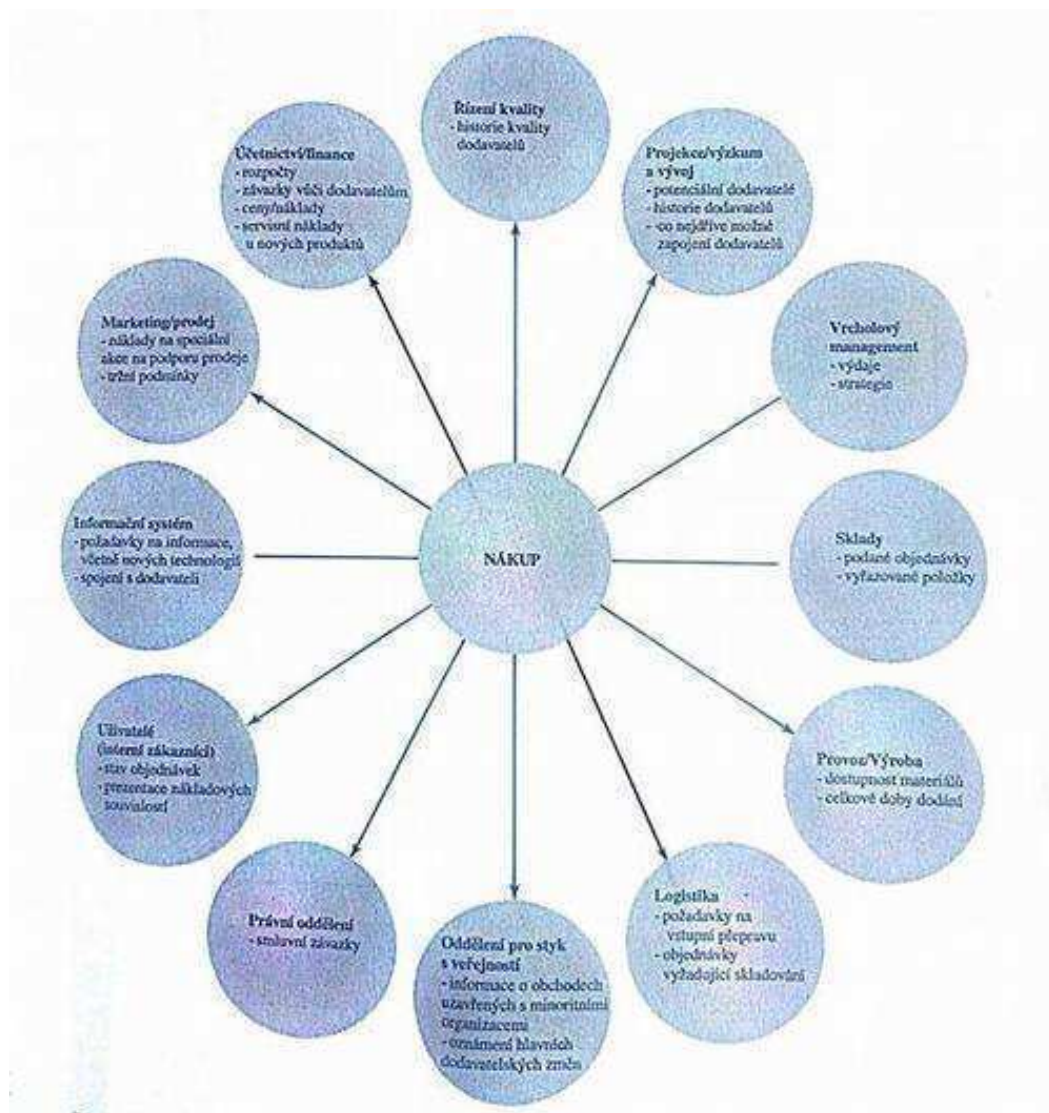 Řízení kvality
- historie kvality
dodavatelů
Projekce/výzkum
a vývoj
- potenciální dodavatelé
- historie dodavatelů
- co nejdříve možné
zapojení dodavatelů
Vrcholový
management
- výdaje
- strategie
Sklady
- podané objednávky
- vyřazované položky
Provoz/Výroba
- dostupnost materiálů
- celkové doby dodání
Logistika
- požadavky na
vstupní přepravu
- objednávky
vyžadující skladování
Oddělení pro styk
s veřejností
- informace o obchodech
uzavřených s minoritními
organizacemi
- oznámení hlavních
dodavatelských změn
Právní oddělení
- smluvní závazky
Uživatelé
(interní zákazníci)
- stav objednávek
- prezentace nákladových
souvislostí
Informační systém
- požadavky na informace,
včetně nových technologií
- spojení s dodavateli
Marketing/prodej
- náklady na speciální
akce na podporu prodeje
- tržní podmínky
Účetnictví/finance
- rozpočty
- závazky vůči dodavatelům
- ceny/náklady
- servisní náklady
u nových produktů
NÁKUP